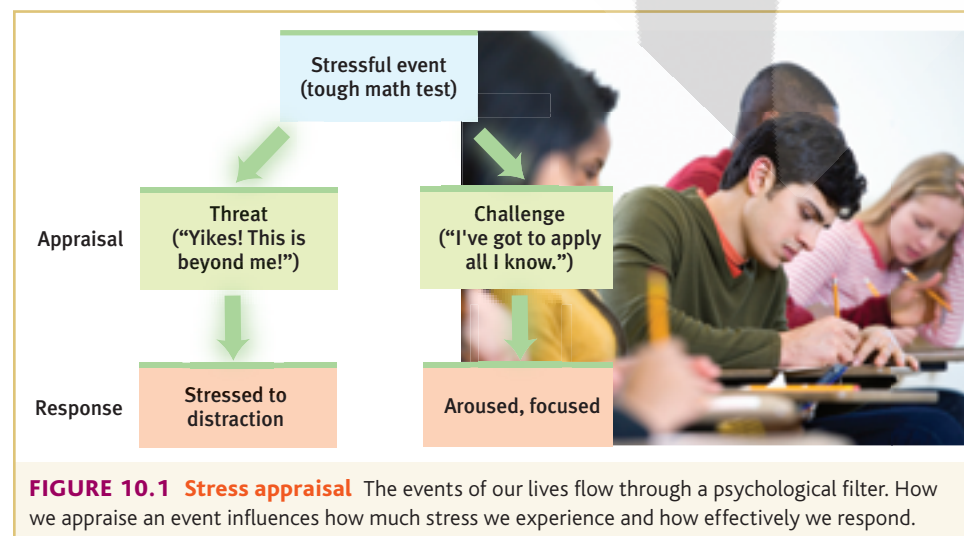 Stressful event
(tough math test)
Appraisal
Threat
(“Yikes! This is
beyond me!”)
Challenge
(“I've got to apply
all I know.”)
Response
Stressed to
distraction
Aroused, focused
FIGURE 10.1 Stress appraisal The events of our lives flow through a psychological filter. How
we appraise an event influences how much stress we experience and how effectively we respond.